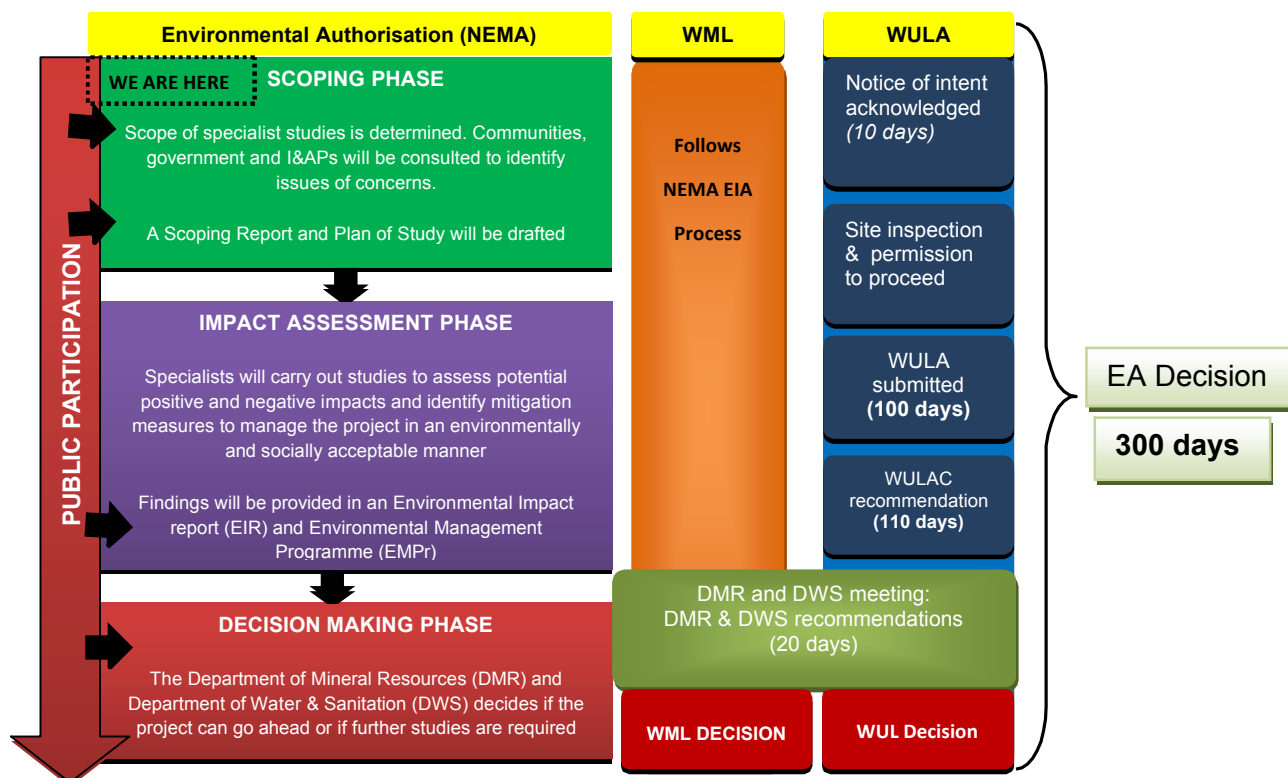 Environmental Authorisation (NEMA)
WML
WULA
PUBLIC PARTICIPATION
WE ARE HERE
SCOPING PHASE
Scope of specialist studies is determined. Communities,
government and I&APs will be consulted to identify
issues of concerns.
A Scoping Report and Plan of Study will be drafted
IMPACT ASSESSMENT PHASE
Specialists will carry out studies to assess potential
positive and negative impacts and identify mitigation
measures to manage the project in an environmentally
and socially acceptable manner
Findings will be provided in an Environmental Impact
report (EIR) and Environmental Management
Programme (EMPr)
DECISION MAKING PHASE
The Department of Mineral Resources (DMR) and
Department of Water & Sanitation (DWS) decides if the
project can go ahead or if further studies are required
Follows
NEMA EIA
Process
Notice of intent
acknowledged
(10 days)
Site inspection
& permission
to proceed
WULA
submitted
(100 days)
WULAC
recommendation
(110 days)
DMR and DWS meeting:
DMR & DWS recommendations
(20 days)
WML DECISION
WUL Decision
EA Decision
300 days